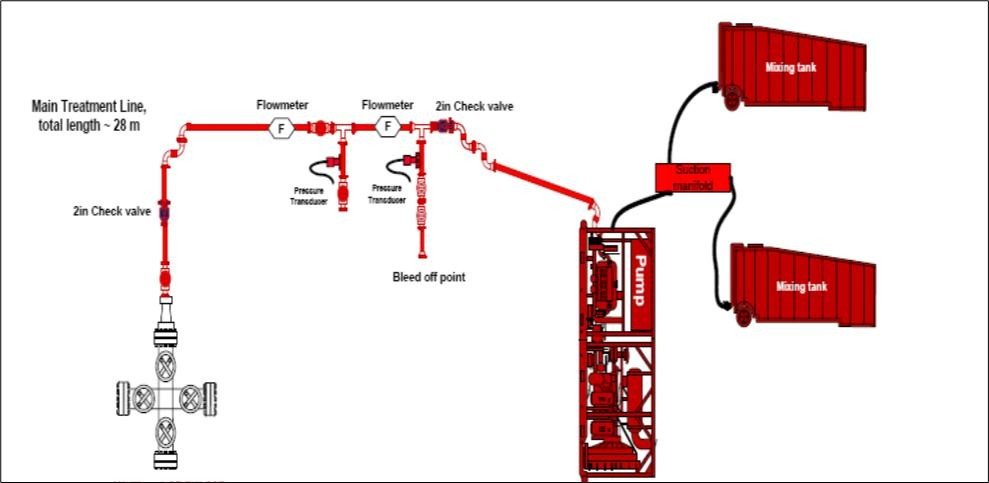 Mixing tank
Main Treatment Line,
total length ~ 28 m
Flowmeter
Flowmeter
2in Check valve
F
F
Suction
manifold
Pressure
Transducer
Pressure
Transducer
2in Check valve
Bleed off point
Pump
Mixing tank